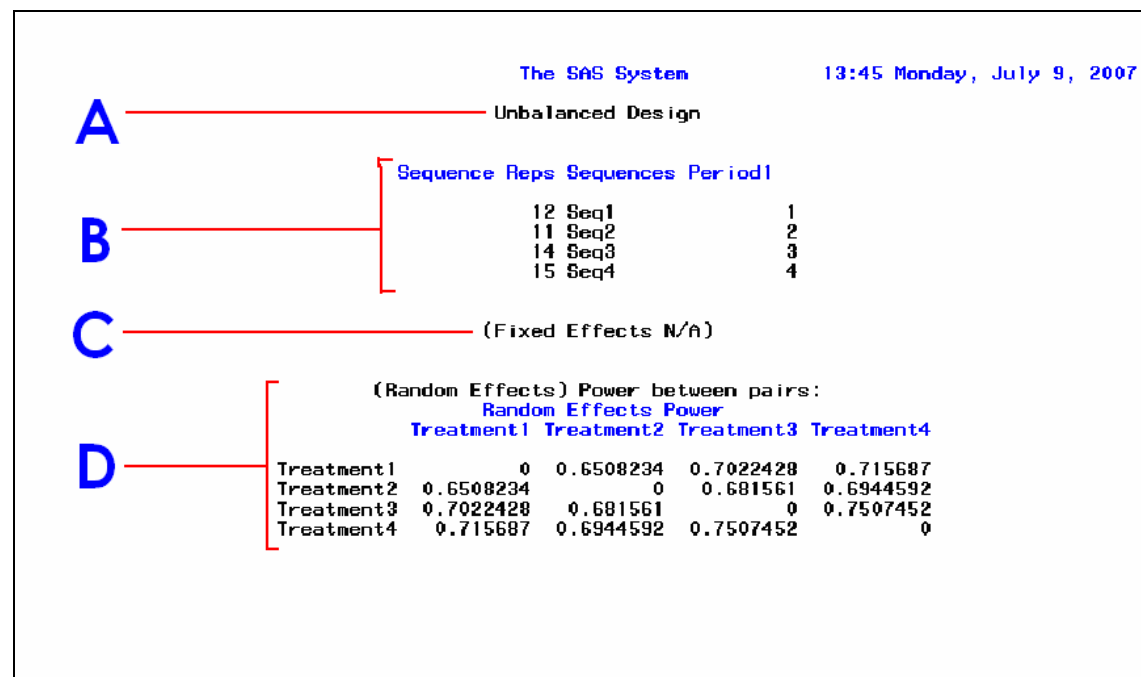 The SAS System 13:45 Monday, July 9, 2007
A Unbalanced Design
B
Sequence Reps Sequences Period1
12 Seq1 1
11 Seq2 2
14 Seq3 3
15 Seq4 4
C (Fixed Effects N/A)
D
(Random Effects) Power between pairs:
Random Effects Power
Treatment1 Treatment2 Treatment3 Treatment4
Treatment1 0 0.6508234 0.7022428 0.715687
Treatment2 0.6508234 0 0.681561 0.6944592
Treatment3 0.7022428 0.681561 0 0.7507452
Treatment4 0.715687 0.6944592 0.7507452 0